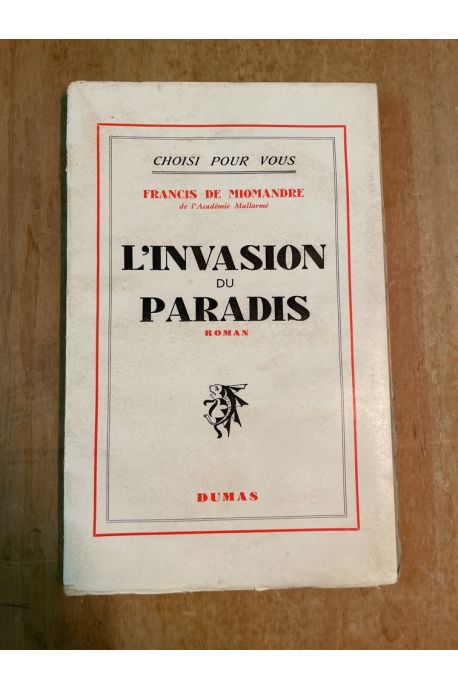 CHOISI POUR VOUS
FRANCIS DE MIOMANDRE
de l'Académie Mallarmé
L'INVASION
DU
PARADIS
ROMAN
DUMAS